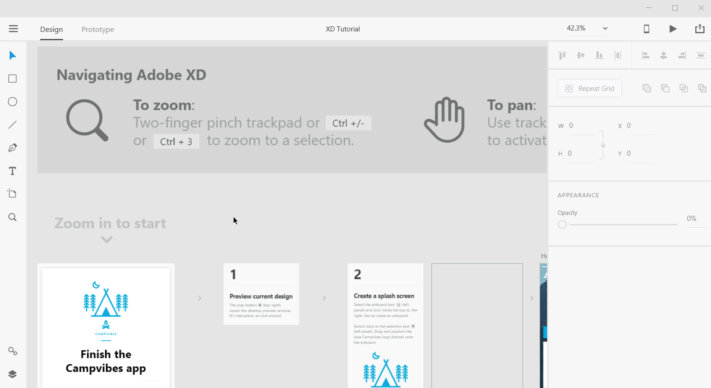 Design
Prototype
XD Tutorial
42.3%
Navigating Adobe XD
To zoom:
Two-finger pinch trackpad or Ctrl +/-
or Ctrl + 3 to zoom to a selection.
To pan:
Use track
to activat
Repeat Grid
W 0
X 0
H 0
Y 0
APPEARANCE
Opacity
0%
Zoom in to start
CAMPVIBES
Finish the
Campvibes app
1
Preview current design
2
Create a splash screen
Ho